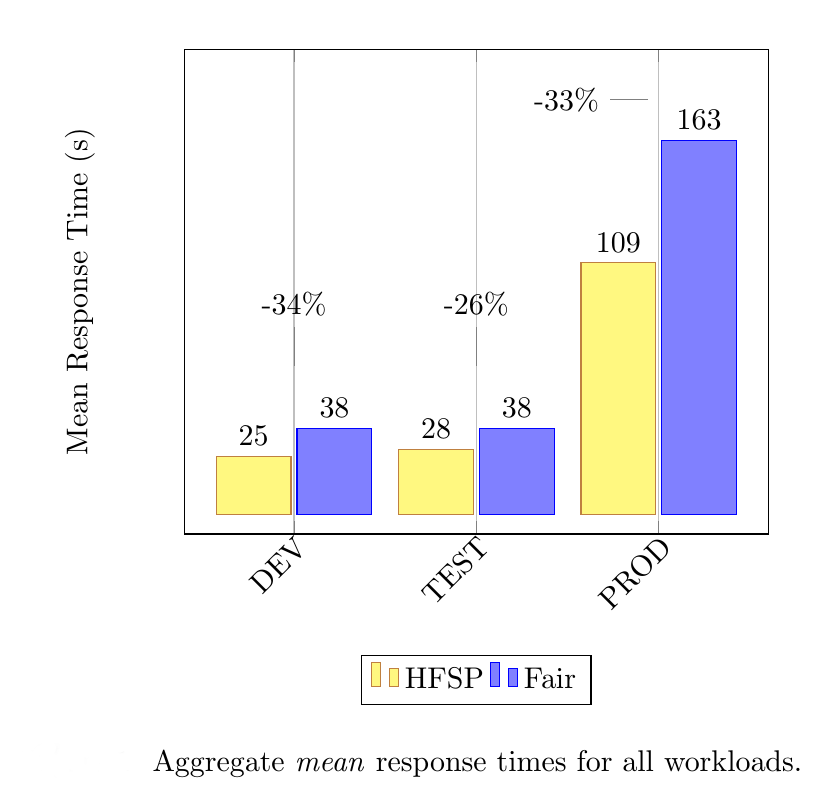 Mean Response Time (s)
-33%
163
109
-34%
-26%
25
38
28
38
DEV
TEST
PROD
HFSP
Fair
Aggregate mean response times for all workloads.